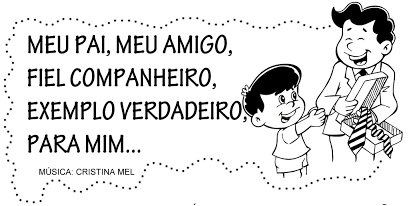 MEU PAI, MEU AMIGO,
FIEL COMPANHEIRO,
EXEMPLO VERDADEIRO,
PARA MIM...
MÚSICA: CRISTINA MEL